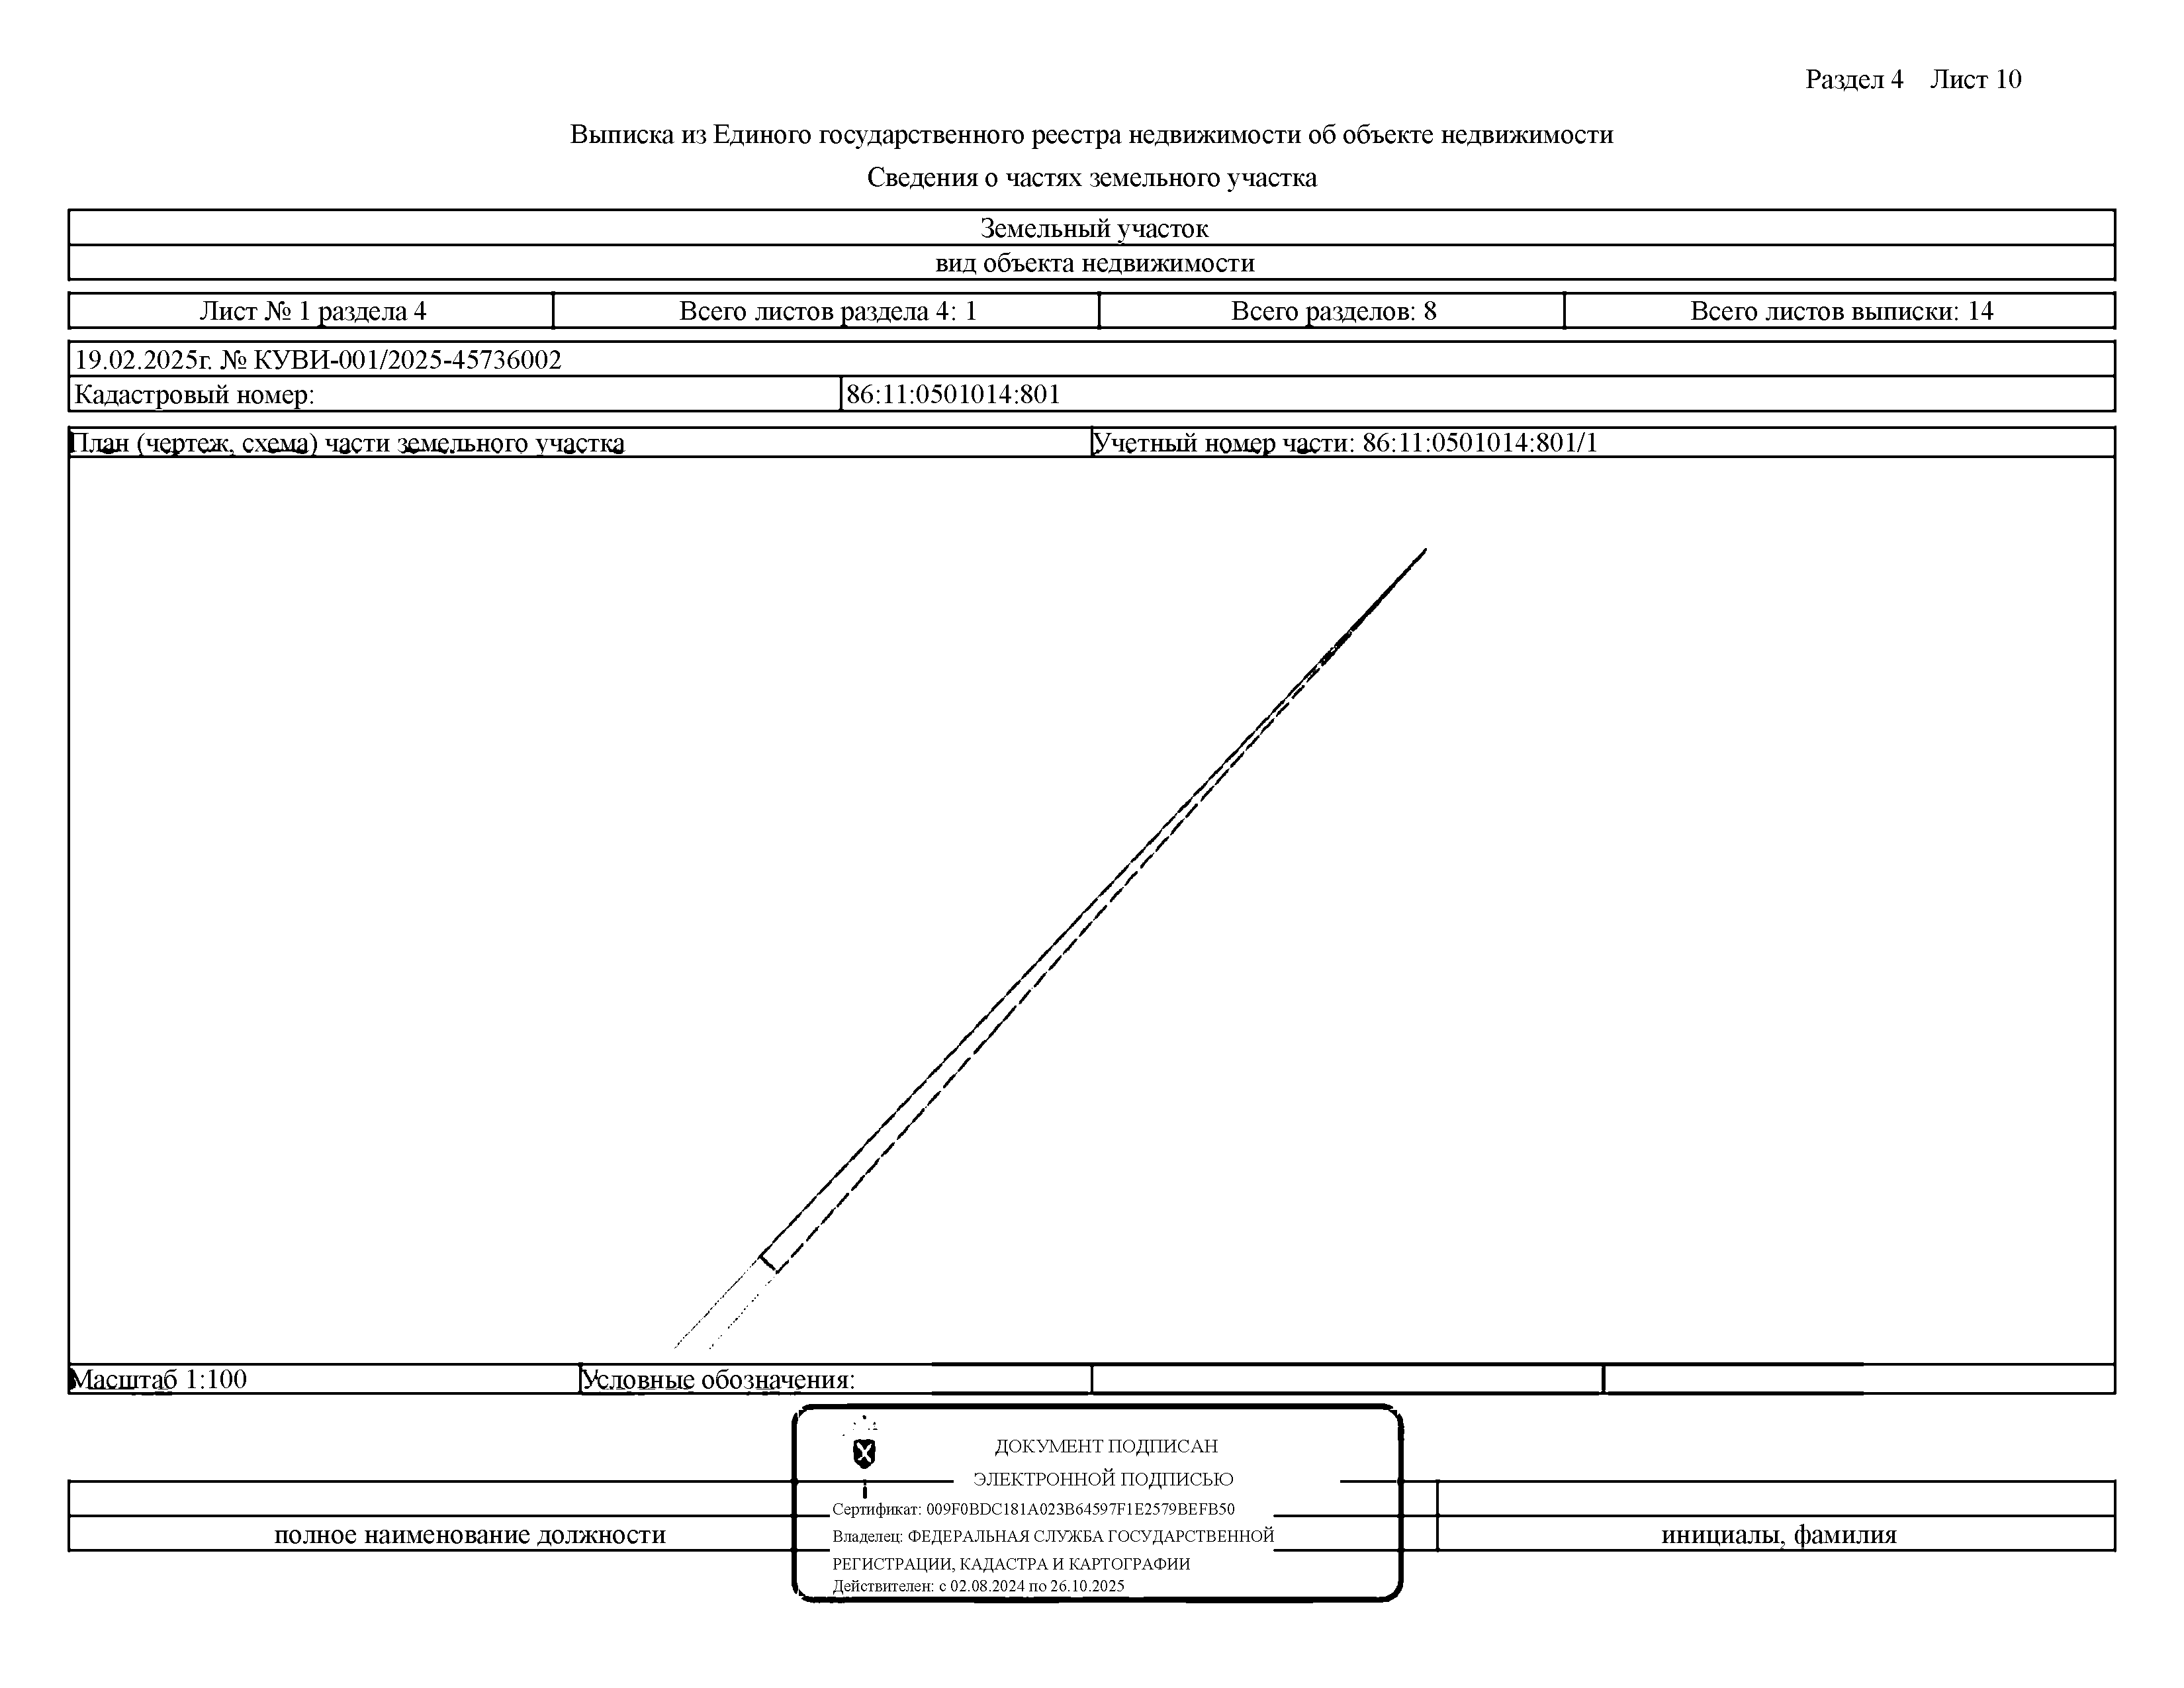 Раздел 4 Лист 10
Выписка из Единого государственного реестра недвижимости об объекте недвижимости
Сведения о частях земельного участка
Земельный участок
вид объекта недвижимости
Лист № 1 раздела 4 Всего листов раздела 4: 1 Всего разделов: 8 Всего листов выписки: 14
19.02.2025г. № КУВИ-001/2025-45736002
Кадастровый номер: 86:11:0501014:801
План (чертеж, схема) части земельного участка Учетный номер части: 86:11:0501014:801/1
Масштаб 1:100 Условные обозначения:
ДОКУМЕНТ ПОДПИСАН
ЭЛЕКТРОННОЙ ПОДПИСЬЮ
Сертификат: 009F0BDC181A023B64597F1E2579BEFB50
Владелец: ФЕДЕРАЛЬНАЯ СЛУЖБА ГОСУДАРСТВЕННОЙ
РЕГИСТРАЦИИ, КАДАСТРА И КАРТОГРАФИИ
Действителен: с 02.08.2024 по 26.10.2025
полное наименование должности инициалы, фамилия